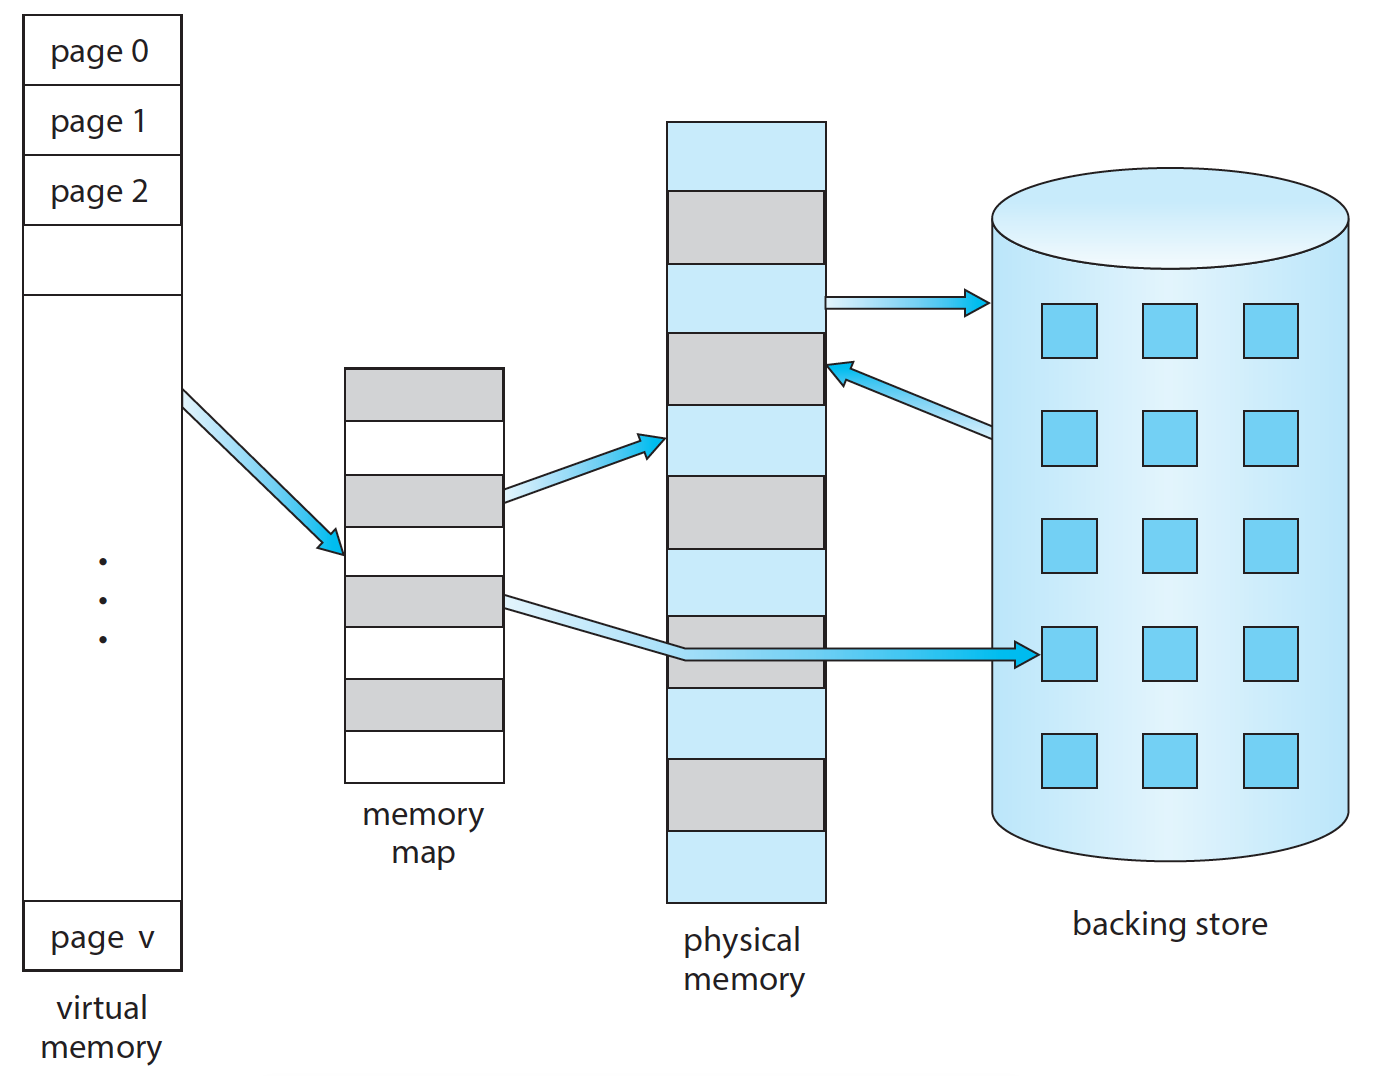 page 0
page 1
page 2
page v
virtual
memory
memory
map
physical
memory
backing store